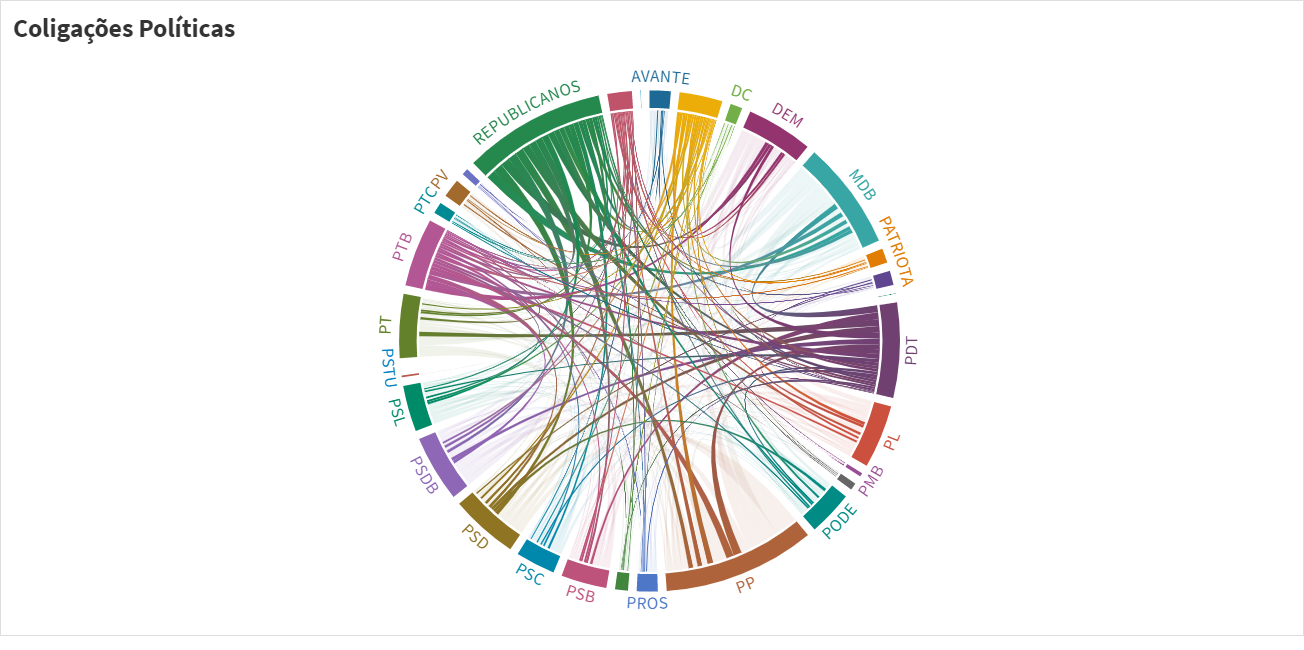 Coligações Políticas
AVANTE
DC
DEM
MDB
PATRIOTA
PDT
PL
PMB
PODE
PP
PROS
PSB
PSC
PSD
PSDB
PSL
PSTU
PT
PTB
PTC
PV
REPUBLICANOS